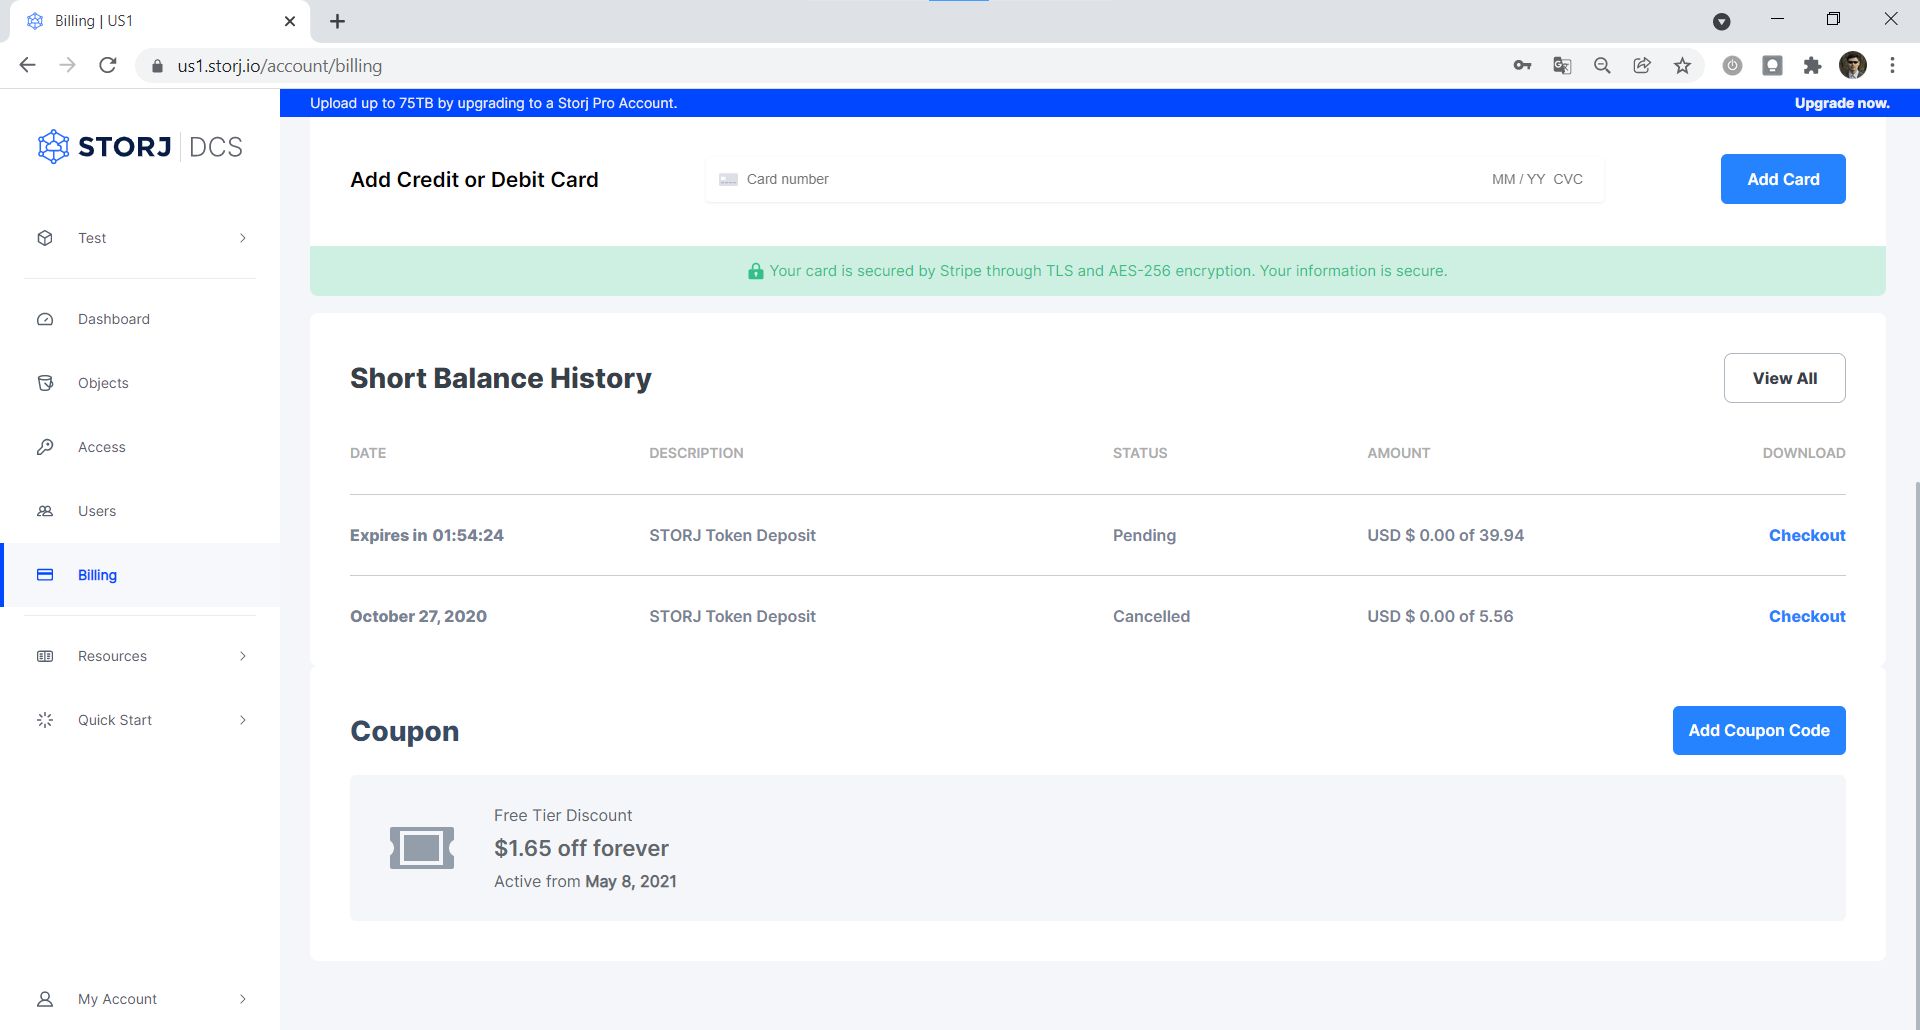 Billing | US1
us1.storj.io/account/billing
Upload up to 75TB by upgrading to a Storj Pro Account.
Upgrade now.
STORJ | DCS
Test
Dashboard
Objects
Access
Users
Billing
Resources
Quick Start
My Account
Add Credit or Debit Card
Card number
MM / YY CVC
Add Card
Your card is secured by Stripe through TLS and AES-256 encryption. Your information is secure.
Short Balance History
View All
DATE DESCRIPTION STATUS AMOUNT DOWNLOAD
Expires in 01:54:24 STORJ Token Deposit Pending USD $ 0.00 of 39.94 Checkout
October 27, 2020 STORJ Token Deposit Cancelled USD $ 0.00 of 5.56 Checkout
Coupon
Add Coupon Code
Free Tier Discount
$1.65 off forever
Active from May 8, 2021